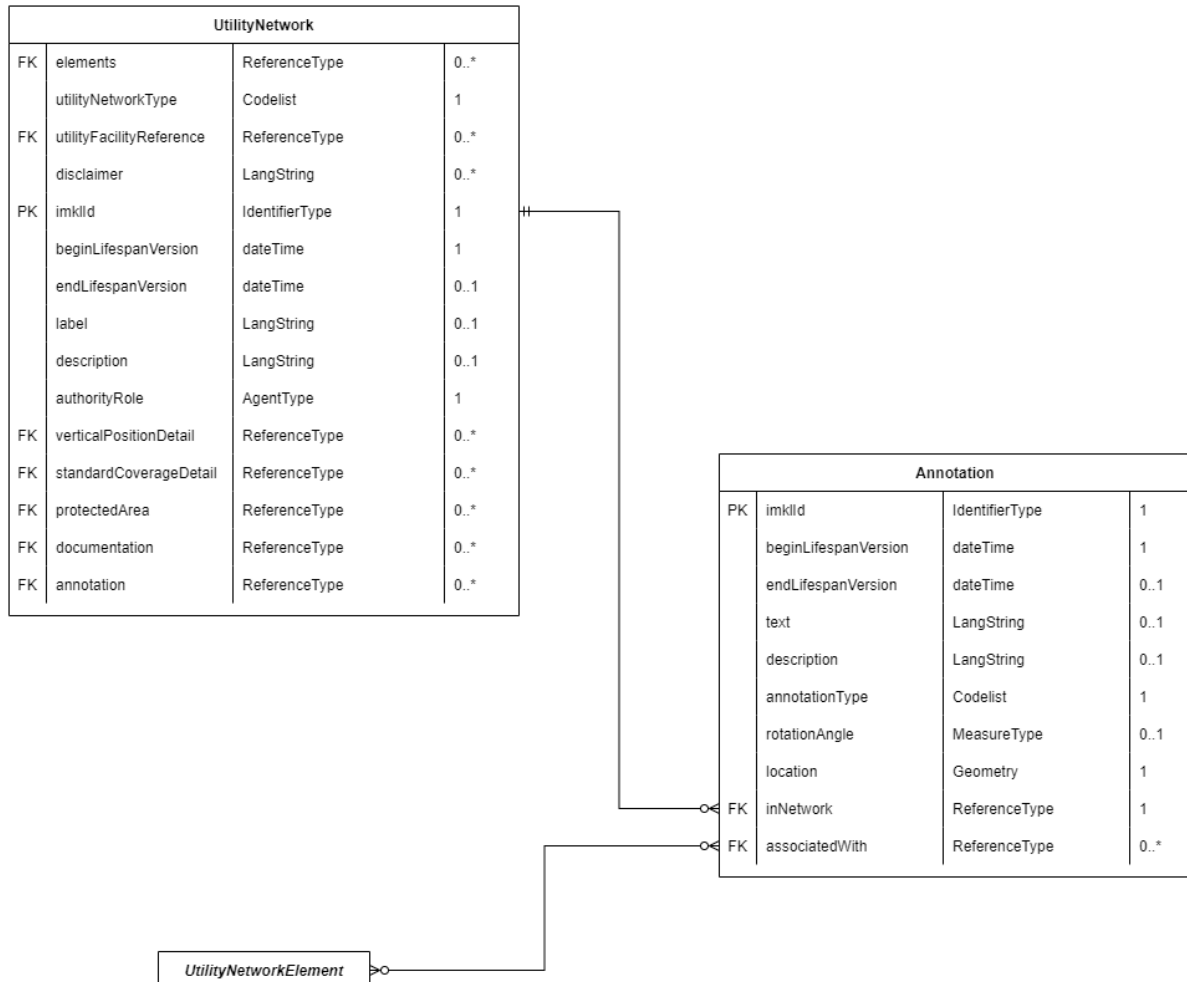 UtilityNetwork
FK elements ReferenceType 0..*
utilityNetworkType Codelist 1
FK utilityFacilityReference ReferenceType 0..*
disclaimer LangString 0..*
PK imklId IdentifierType 1
beginLifespanVersion dateTime 1
endLifespanVersion dateTime 0..1
label LangString 0..1
description LangString 0..1
authorityRole AgentType 1
FK verticalPositionDetail ReferenceType 0..*
FK standardCoverageDetail ReferenceType 0..*
FK protectedArea ReferenceType 0..*
FK documentation ReferenceType 0..*
FK annotation ReferenceType 0..*
Annotation
PK imklId IdentifierType 1
beginLifespanVersion dateTime 1
endLifespanVersion dateTime 0..1
text LangString 0..1
description LangString 0..1
annotationType Codelist 1
rotationAngle MeasureType 0..1
location Geometry 1
FK inNetwork ReferenceType 1
FK associatedWith ReferenceType 0..*
UtilityNetworkElement